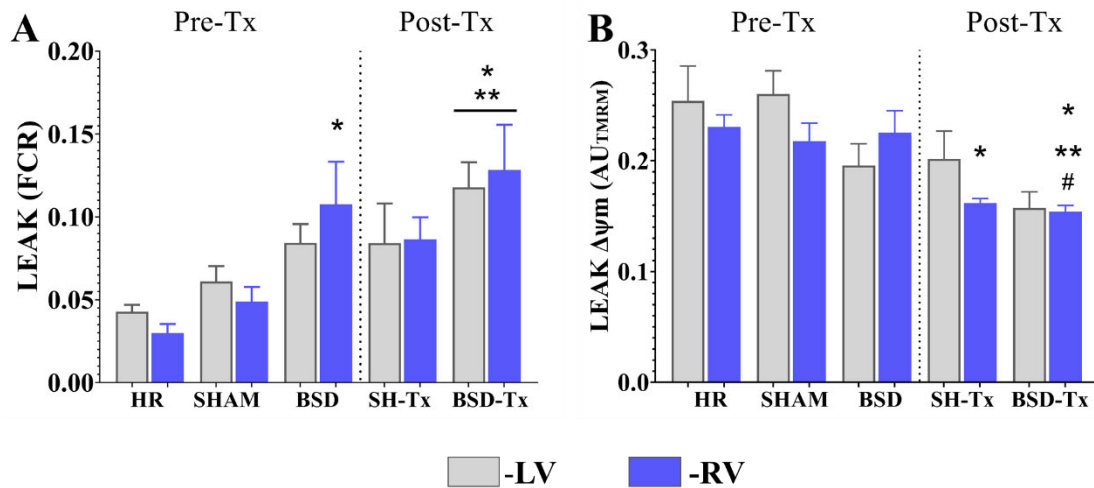 A
Pre-Tx
Post-Tx
LEAK (FCR)
0.20
0.15
0.10
0.05
0.00
*
*
**
HR
SHAM
BSD
SH-Tx
BSD-Tx
B
Pre-Tx
Post-Tx
LEAK Δψm (AUTMRM)
0.3
0.2
0.1
0.0
*
*
**
#
HR
SHAM
BSD
SH-Tx
BSD-Tx
-LV
-RV